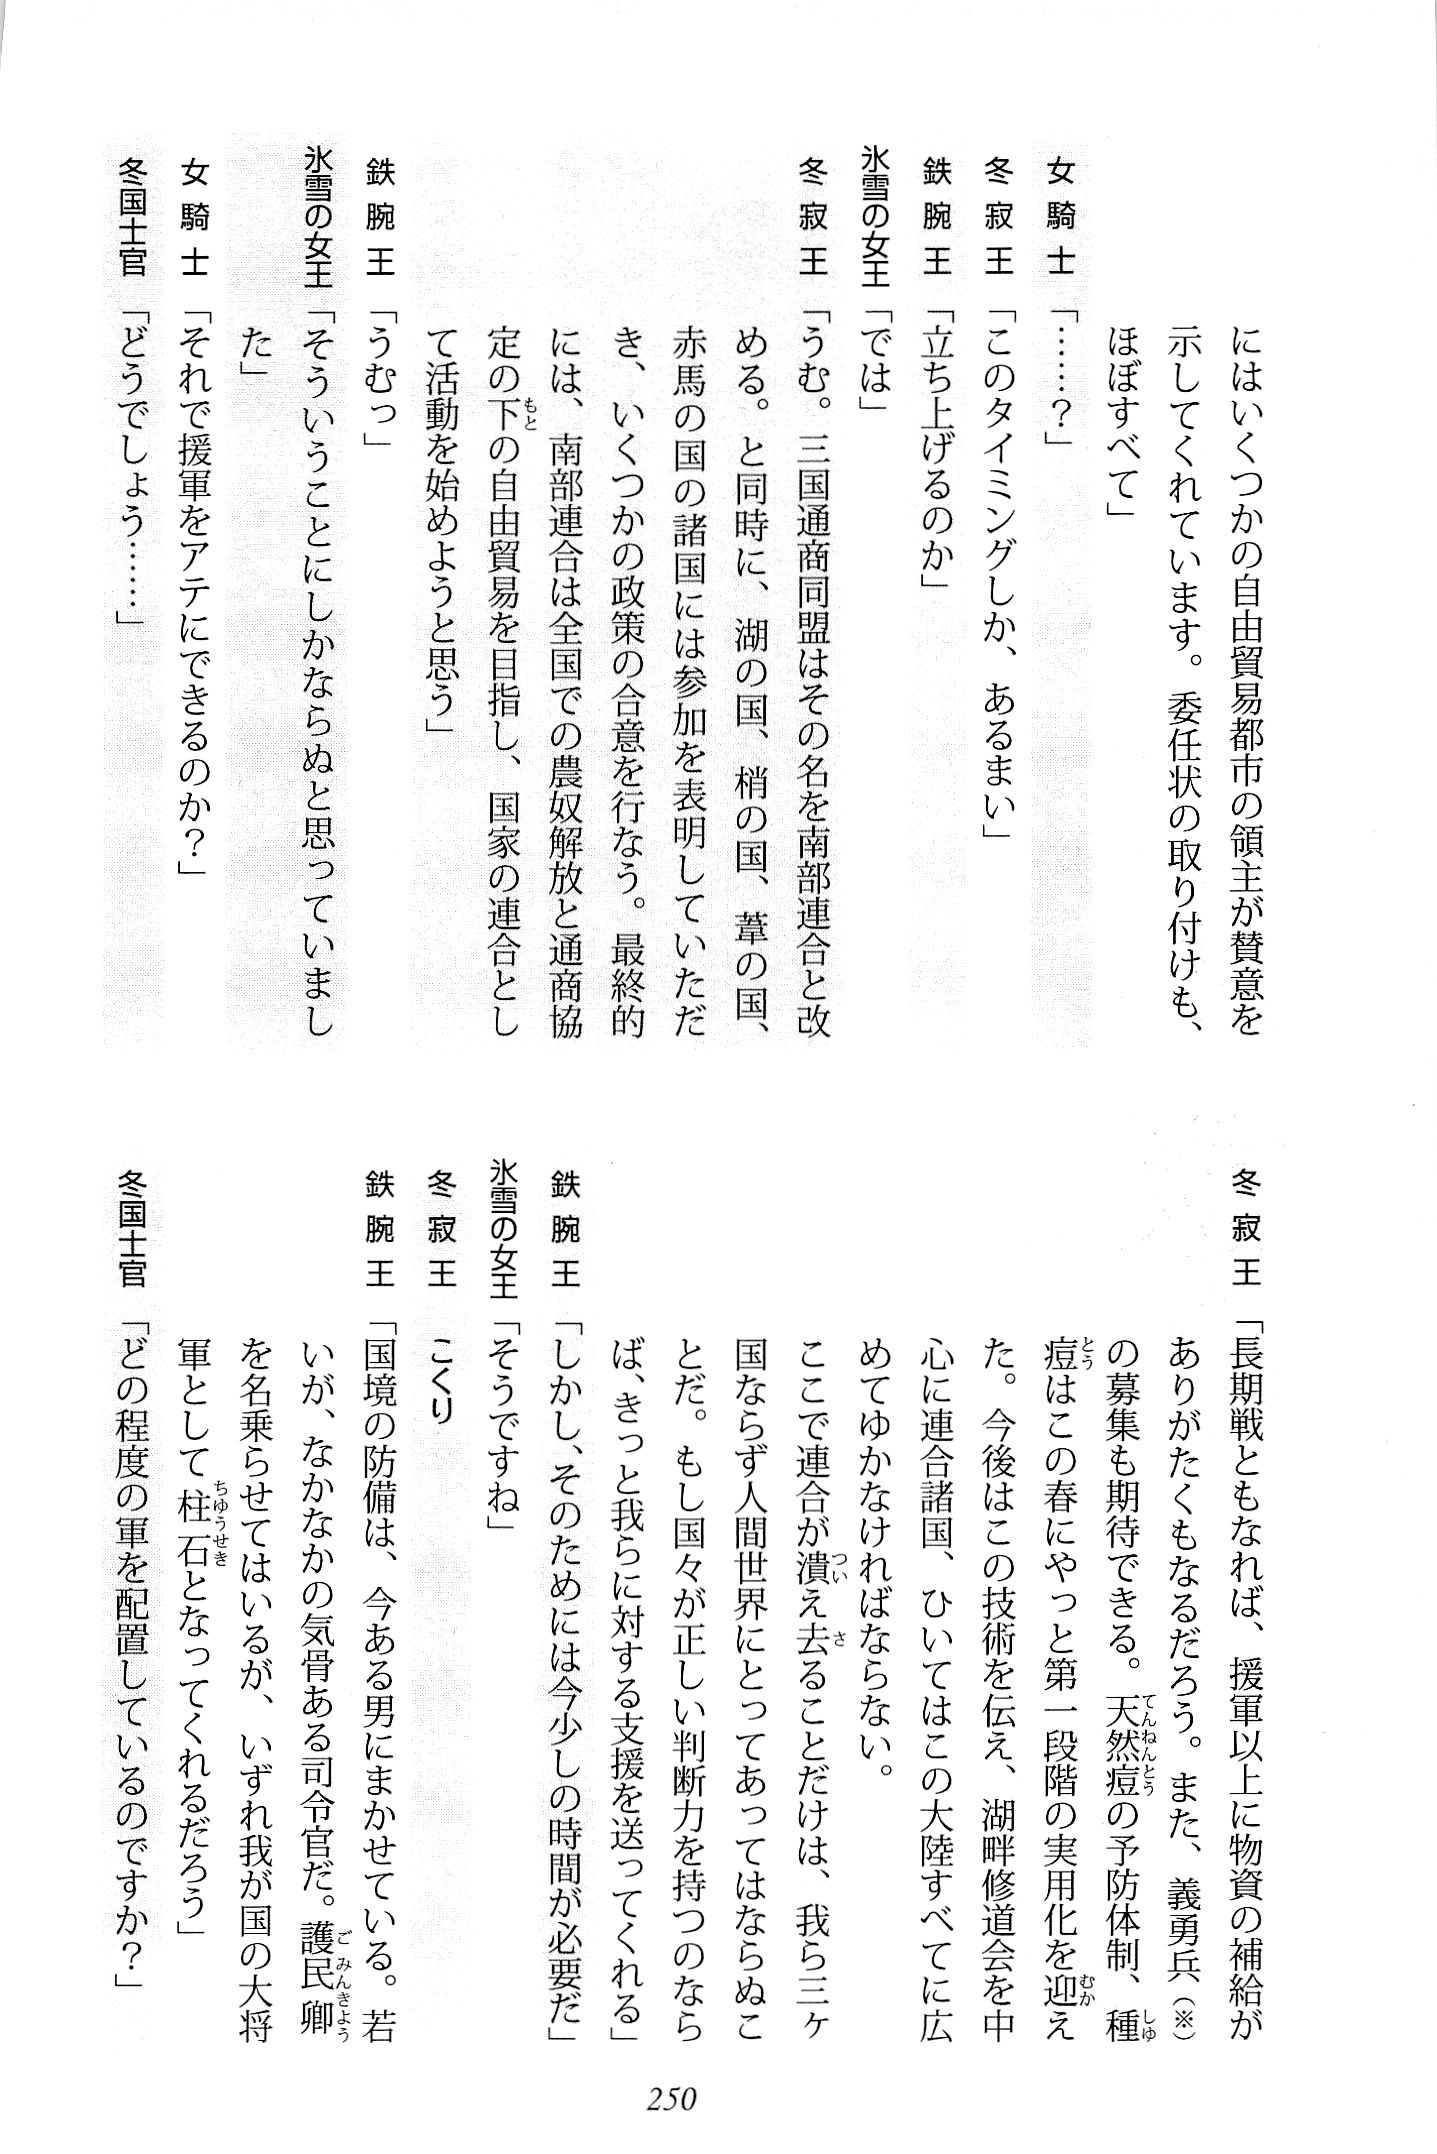 にはいくつかの自由貿易都市の領主が賛意を
示してくれています。委任状の取り付けも、
ほぼすべて」
女騎士「……？」
冬寂王「このタイミングしか、あるまい」
鉄腕王「立ち上げるのか」
氷雪の女王「では」
冬寂王「うむ。三国通商同盟はその名を南部連合と改
める。と同時に、湖の国、梢の国、葦の国、
赤馬の国の諸国には参加を表明していただ
き、いくつかの政策の合意を行なう。最終的
には、南部連合は全国での農奴解放と通商協
定の下もとの自由貿易を目指し、国家の連合とし
て活動を始めようと思う」
鉄腕王「うむっ」
氷雪の女王「そういうことにしかならぬと思っていまし
た」
女騎士「それで援軍をアテにできるのか？」
冬国士官「どうでしょう……」
冬寂王「長期戦ともなれば、援軍以上に物資の補給が
ありがたくもなるだろう。また、義勇兵（※）
の募集も期待できる。天然痘てんねんとうの予防体制、種しゅ
痘とうはこの春にやっと第一段階の実用化を迎むかえ
た。今後はこの技術を伝え、湖畔修道会を中
心に連合諸国、ひいてはこの大陸すべてに広
めてゆかなければならない。
ここで連合が潰ついえ去さることだけは、我ら三ヶ
国ならず人間世界にとってあってはならぬこ
とだ。もし国々が正しい判断力を持つのなら
ば、きっと我らに対する支援を送ってくれる」
鉄腕王「しかし、そのためには今少しの時間が必要だ」
氷雪の女王「そうですね」
冬寂王 こくり
鉄腕王「国境の防備は、今ある男にまかせている。若
いが、なかなかの気骨ある司令官だ。護民卿ごみんきょう
を名乗らせてはいるが、いずれ我が国の大将
軍として柱石ちゅうせきとなってくれるだろう」
冬国士官「どの程度の軍を配置しているのですか？」
250